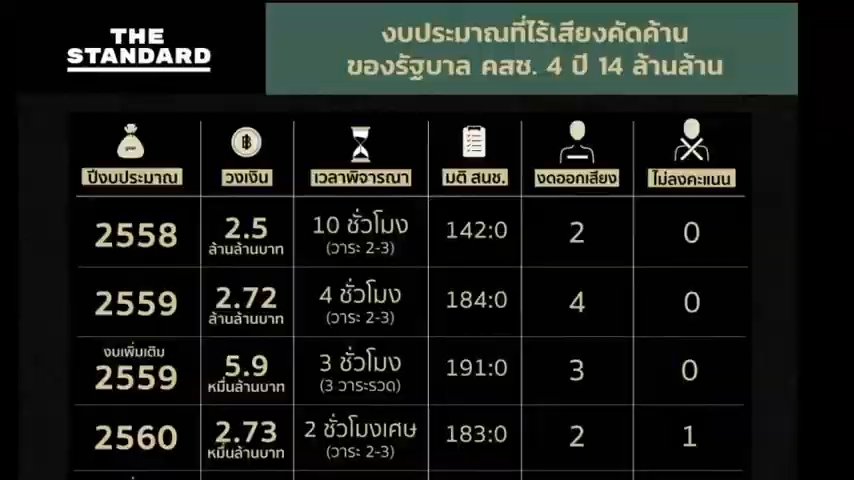 THE
STANDARD
งบประมาณที่ไร้เสียงคัดค้าน
ของรัฐบาล คสช. 4 ปี 14 ล้านล้าน
ปีงบประมาณ วงเงิน เวลาพิจารณา มติ สนช. งดออกเสียง ไม่ลงคะแนน
2558 2.5 ล้านล้านบาท 10 ชั่วโมง (วาระ 2-3) 142:0 2 0
2559 2.72 ล้านล้านบาท 4 ชั่วโมง (วาระ 2-3) 184:0 4 0
งบเพิ่มเติม 2559 5.9 หมื่นล้านบาท 3 ชั่วโมง (3 วาระรวด) 191:0 3 0
2560 2.73 หมื่นล้านบาท 2 ชั่วโมงเศษ (วาระ 2-3) 183:0 2 1